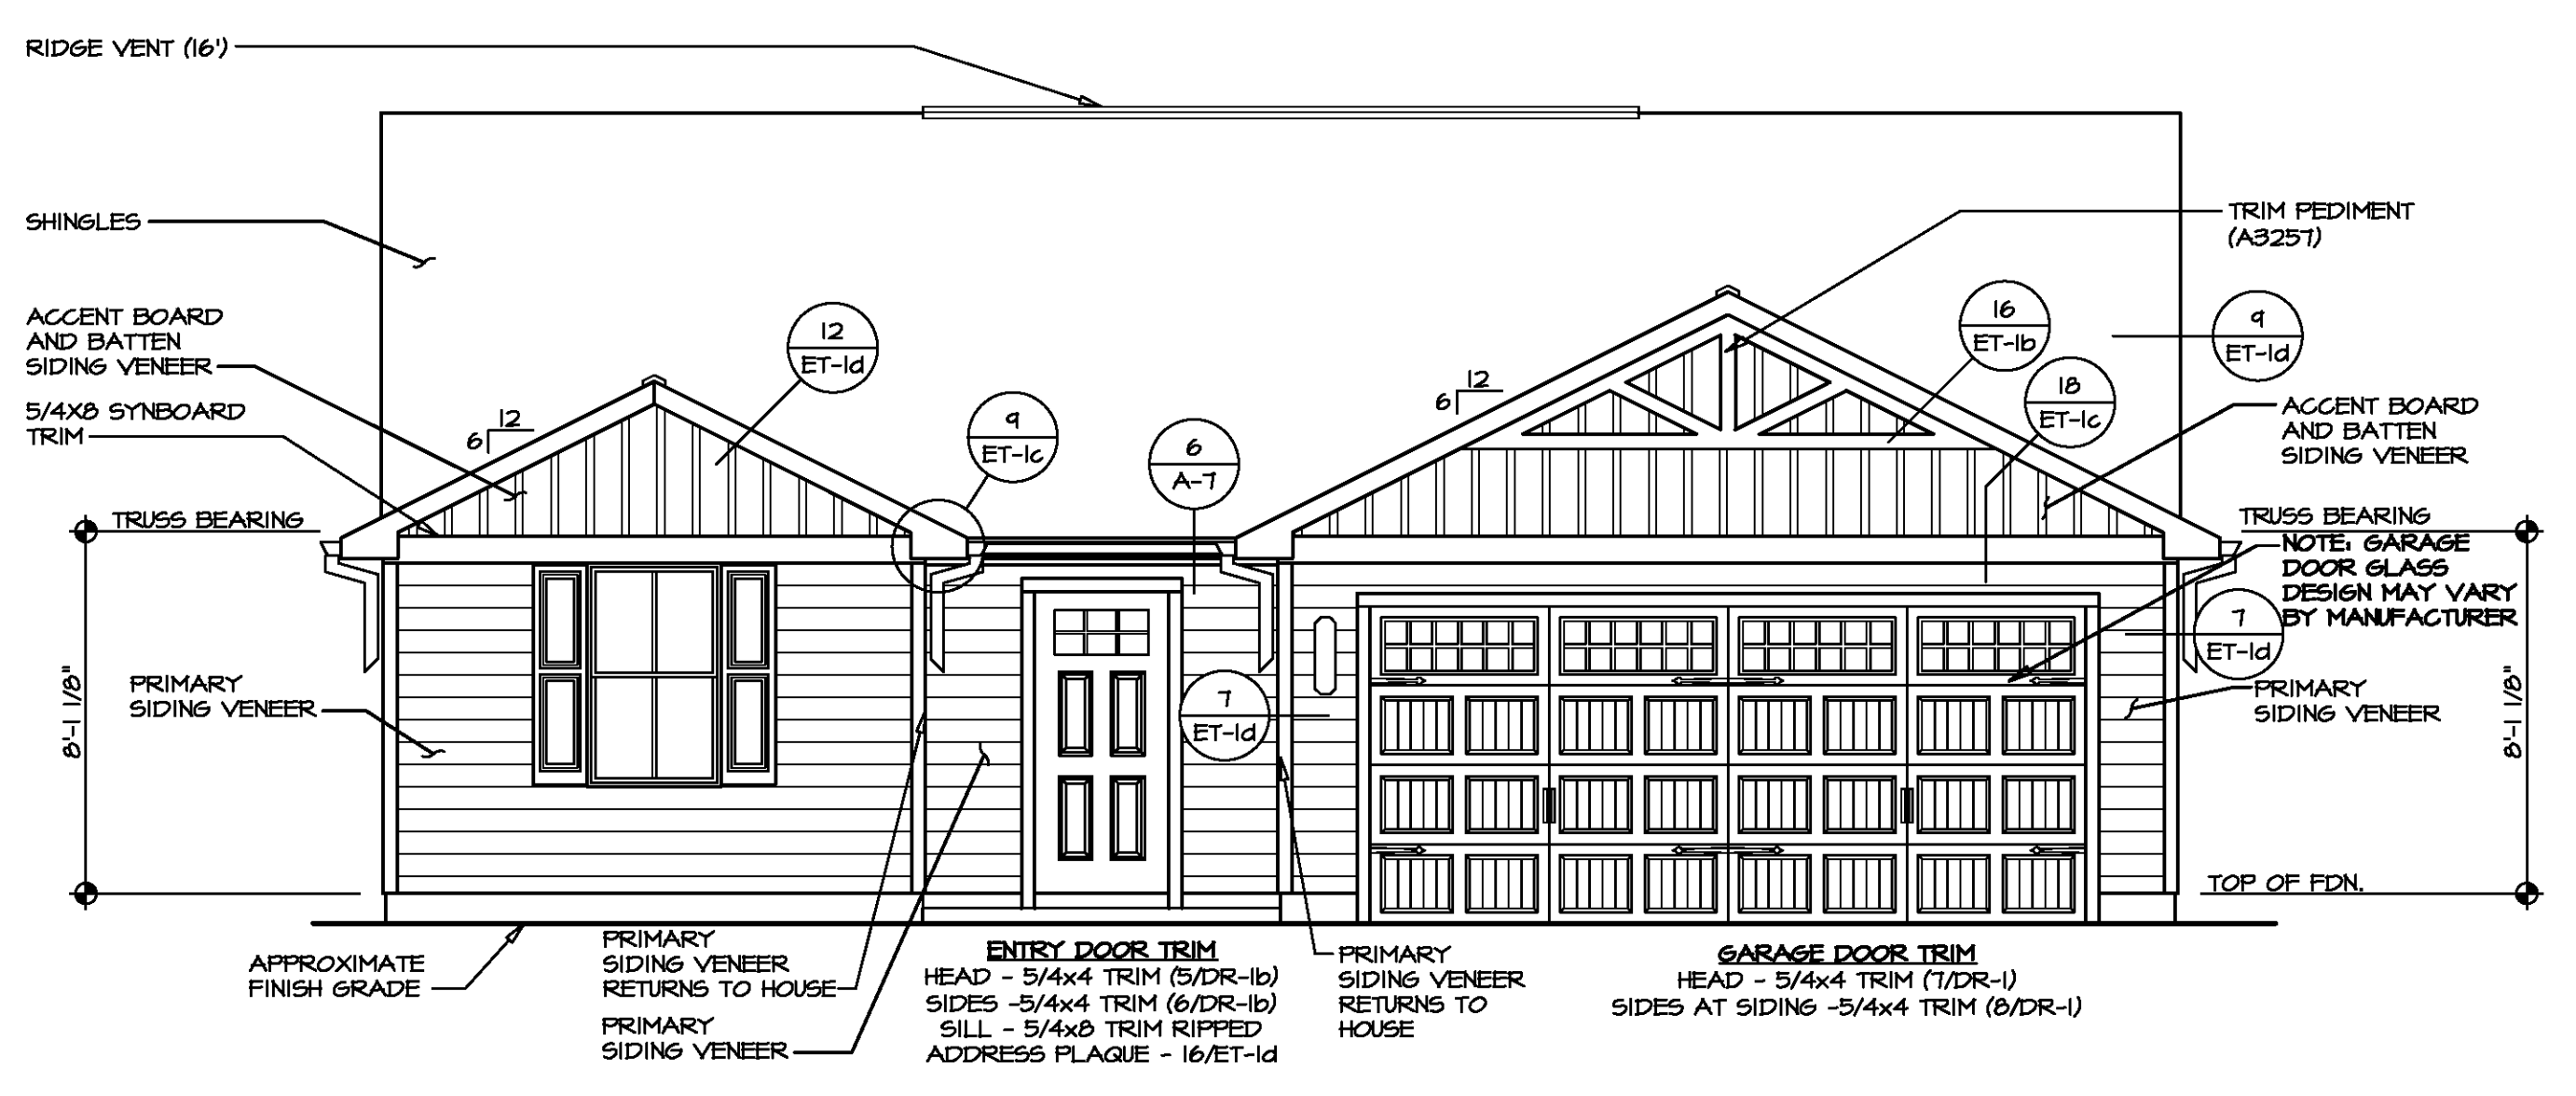 RIDGE VENT (16')
SHINGLES
ACCENT BOARD
AND BATTEN
SIDING VENEER
5/4X8 SYNBOARD
TRIM
12
6
12
ET-1d
9
ET-1c
6
A-7
12
6
TRIM PEDIMENT
(A3257)
16
ET-1b
9
ET-1d
18
ET-1c
ACCENT BOARD
AND BATTEN
SIDING VENEER
TRUSS BEARING
TRUSS BEARING
NOTE: GARAGE
DOOR GLASS
DESIGN MAY VARY
BY MANUFACTURER
7
ET-1d
7
ET-1d
8'-1 1/8"
PRIMARY
SIDING VENEER
PRIMARY
SIDING VENEER
8'-1 1/8"
TOP OF FDN.
APPROXIMATE
FINISH GRADE
PRIMARY
SIDING VENEER
RETURNS TO HOUSE
PRIMARY
SIDING VENEER
ENTRY DOOR TRIM
HEAD - 5/4x4 TRIM (5/DR-1b)
SIDES -5/4x4 TRIM (6/DR-1b)
SILL - 5/4x8 TRIM RIPPED
ADDRESS PLAQUE - 16/ET-1d
PRIMARY
SIDING VENEER
RETURNS TO
HOUSE
GARAGE DOOR TRIM
HEAD - 5/4x4 TRIM (7/DR-1)
SIDES AT SIDING -5/4x4 TRIM (8/DR-1)